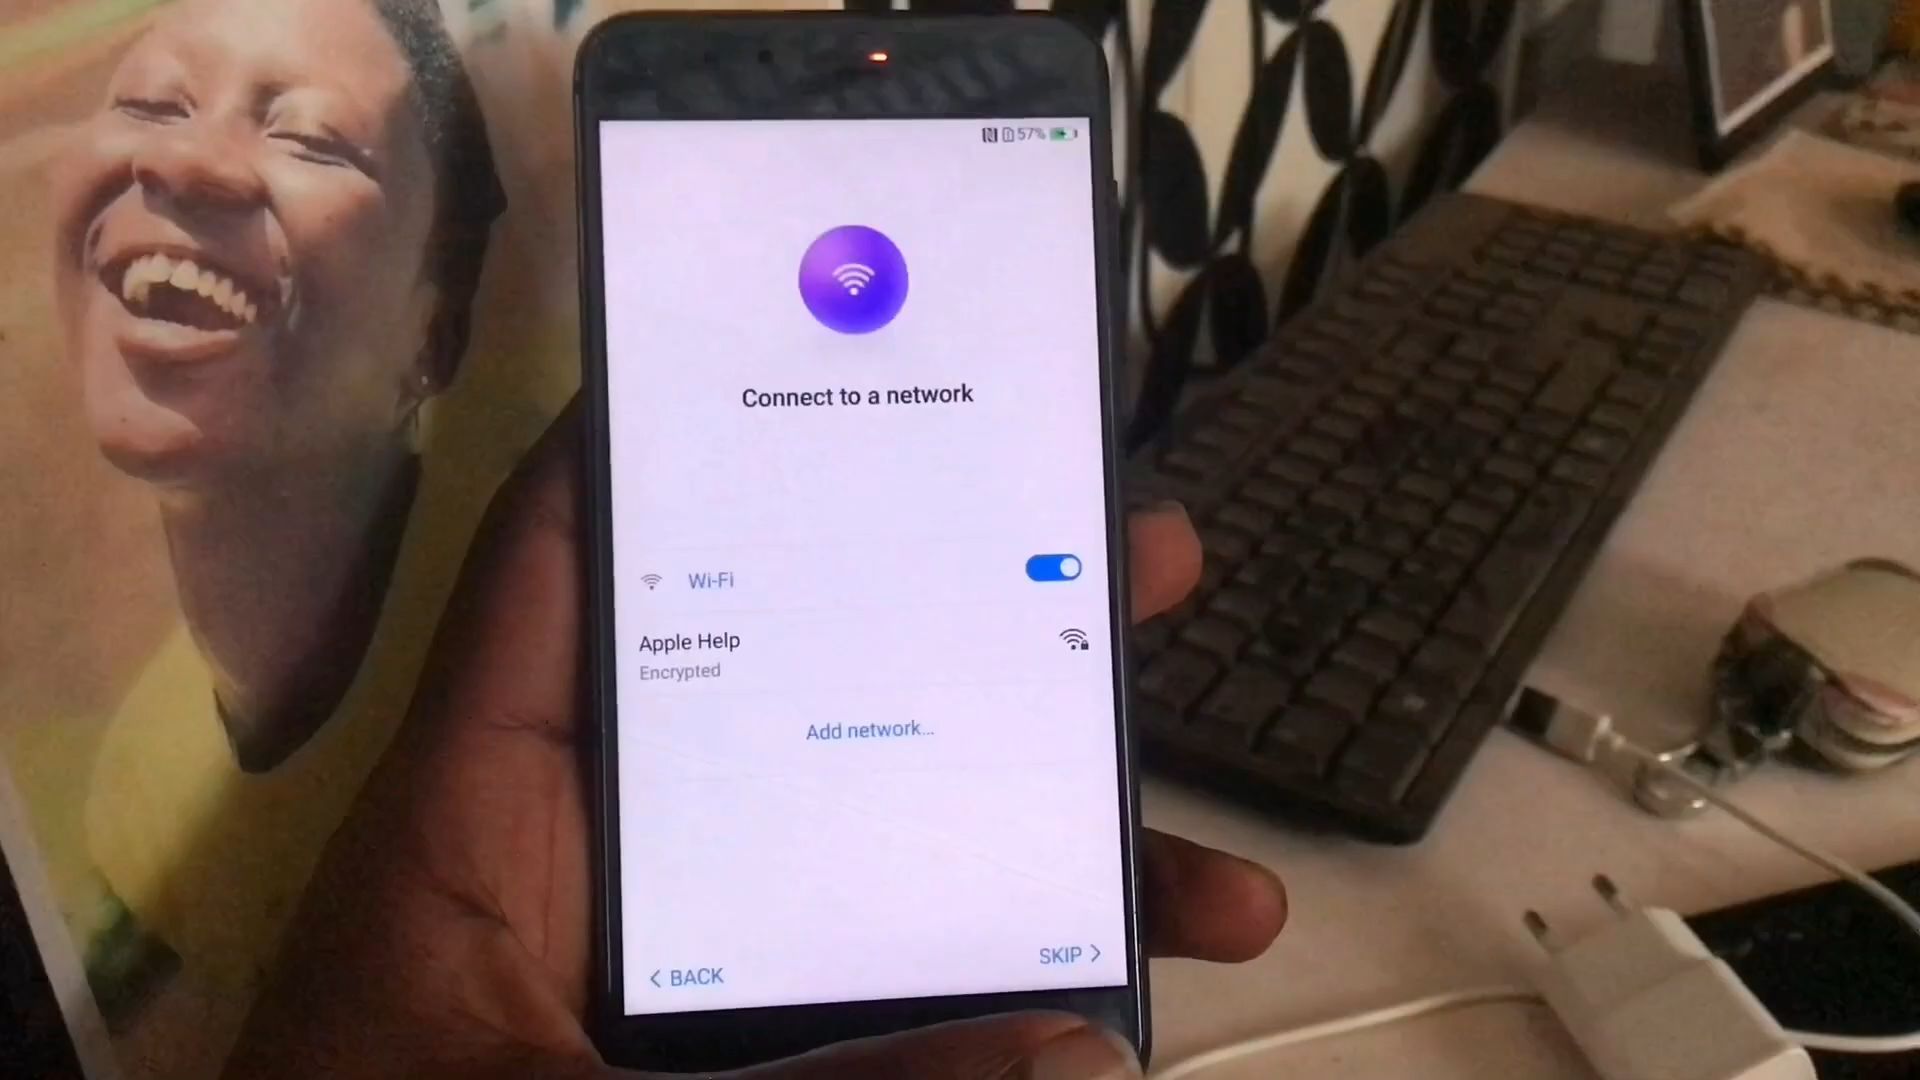 57%
Connect to a network
Wi-Fi
Apple Help
Encrypted
Add network...
BACK
SKIP